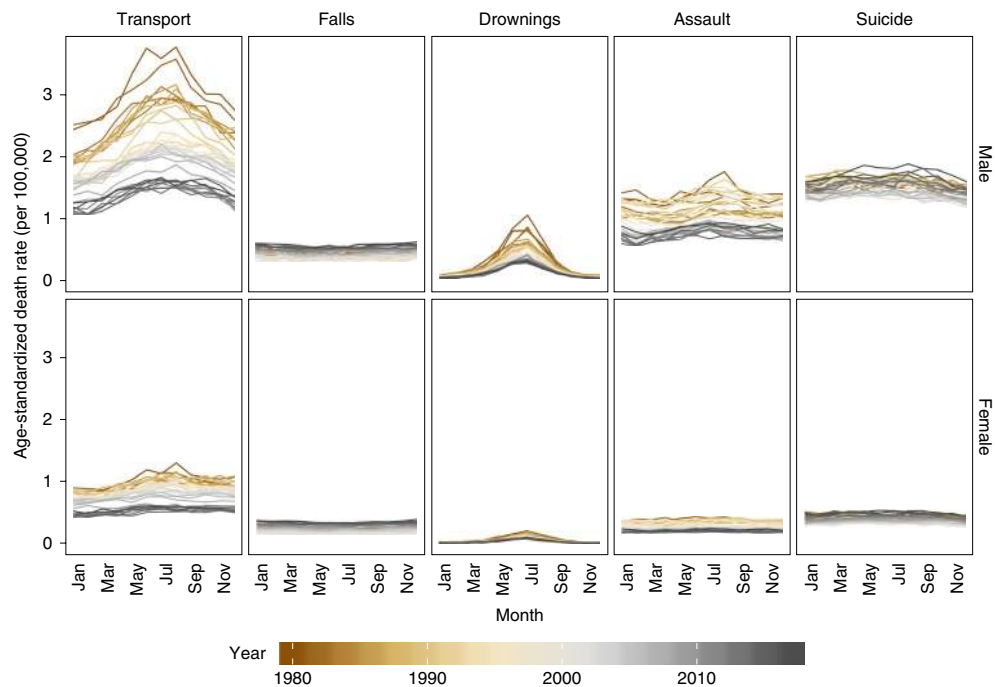 Transport Falls Drownings Assault Suicide
Age-standardized death rate (per 100,000)
3
2
1
0
Male
3
2
1
0
Female
Jan Mar May Jul Sep Nov Jan Mar May Jul Sep Nov Jan Mar May Jul Sep Nov Jan Mar May Jul Sep Nov Jan Mar May Jul Sep Nov
Month
Year
1980 1990 2000 2010